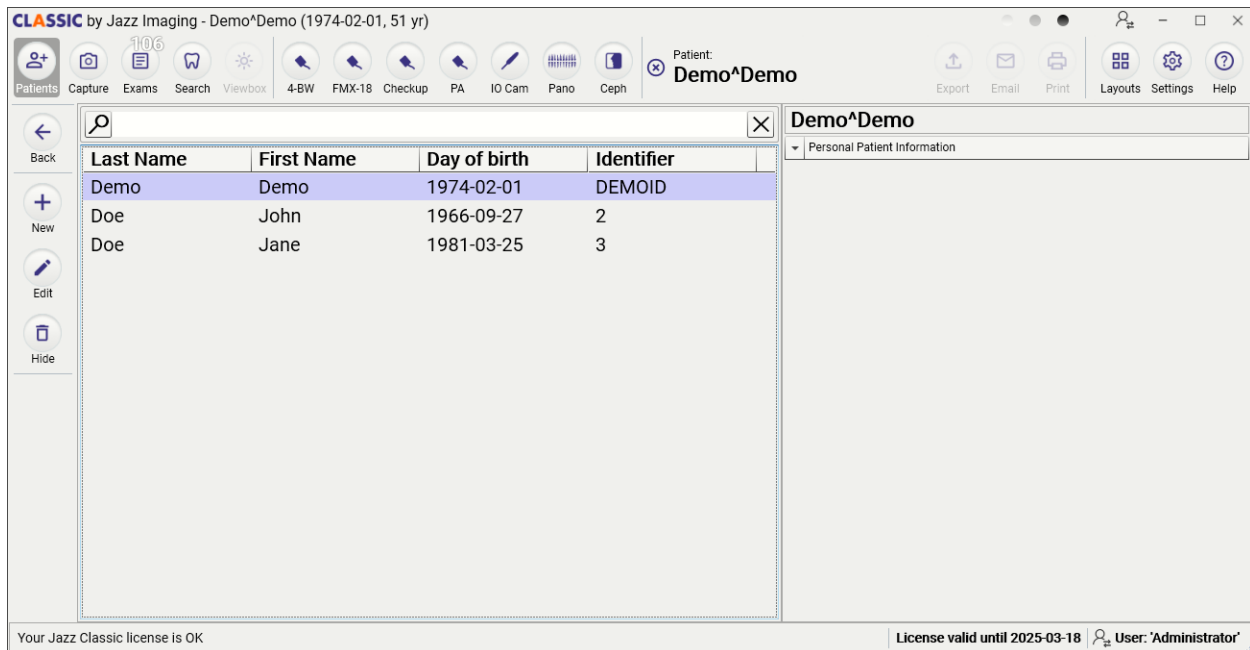 CLASSIC by Jazz Imaging - Demo^Demo (1974-02-01, 51 yr)
106
Patients Capture Exams Search Viewbox 4-BW FMX-18 Checkup PA IO Cam Pano Ceph
Patient:
Demo^Demo
Export Email Print Layouts Settings Help
Back
New
Edit
Hide
Last Name First Name Day of birth Identifier
Demo Demo 1974-02-01 DEMOID
Doe John 1966-09-27 2
Doe Jane 1981-03-25 3
Demo^Demo
Personal Patient Information
Your Jazz Classic license is OK
License valid until 2025-03-18 User: 'Administrator'